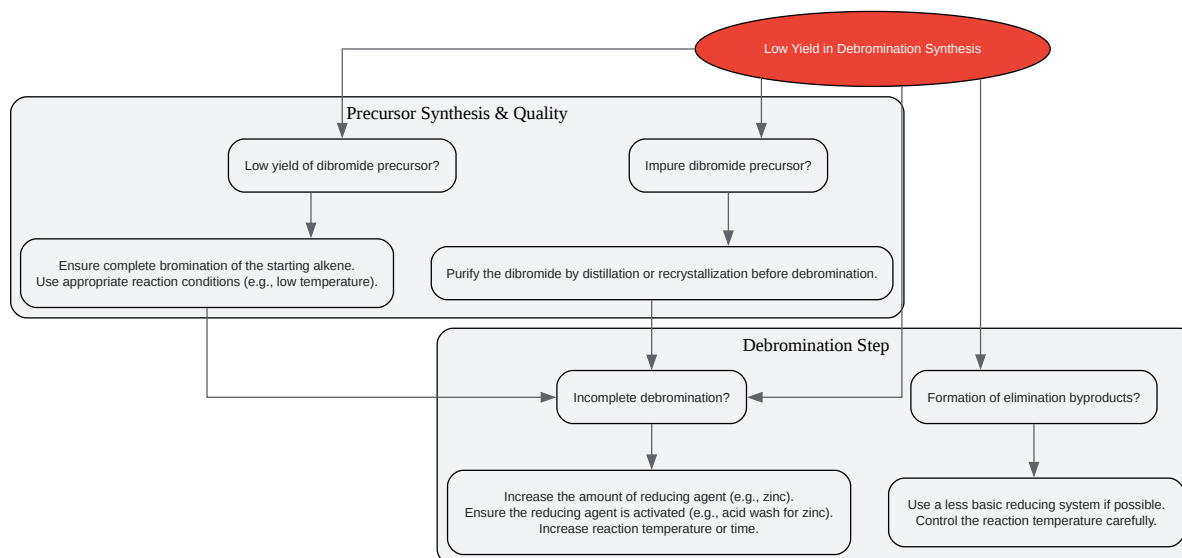 Low Yield in Debromination Synthesis
Precursor Synthesis & Quality
Low yield of dibromide precursor?
Impure dibromide precursor?
Ensure complete bromination of the starting alkene.
Use appropriate reaction conditions (e.g., low temperature).
Purify the dibromide by distillation or recrystallization before debromination.
Debromination Step
Incomplete debromination?
Formation of elimination byproducts?
Increase the amount of reducing agent (e.g., zinc).
Ensure the reducing agent is activated (e.g., acid wash for zinc).
Increase reaction temperature or time.
Use a less basic reducing system if possible.
Control the reaction temperature carefully.